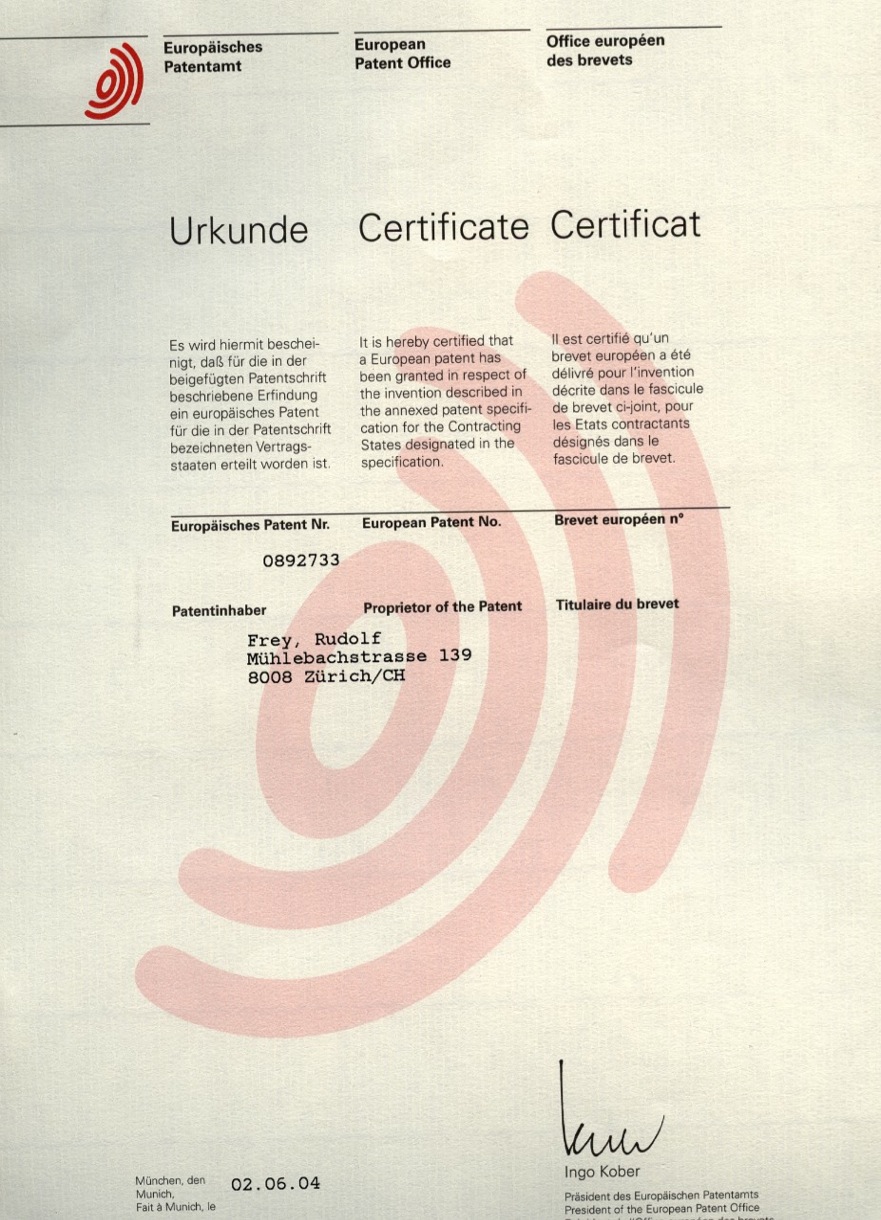 Europäisches
Patentamt
European
Patent Office
Office européen
des brevets
Urkunde
Certificate
Certificat
Es wird hiermit beschei-
nigt, daß für die in der
beigefügten Patentschrift
beschriebene Erfindung
ein europäisches Patent
für die in der Patentschrift
bezeichneten Vertrags-
staaten erteilt worden ist.
It is hereby certified that
a European patent has
been granted in respect of
the invention described in
the annexed patent specifi-
cation for the Contracting
States designated in the
specification.
Il est certifié qu'un
brevet européen a été
délivré pour l'invention
décrite dans le fascicule
de brevet ci-joint, pour
les Etats contractants
désignés dans le
fascicule de brevet.
Europäisches Patent Nr.
European Patent No.
Brevet européen n°
0892733
Patentinhaber
Proprietor of the Patent
Titulaire du brevet
Frey, Rudolf
Mühlebachstrasse 139
8008 Zürich/CH
Ingo Kober
Präsident des Europäischen Patentamts
President of the European Patent Office
München, den
Munich,
Fait à Munich, le
02.06.04